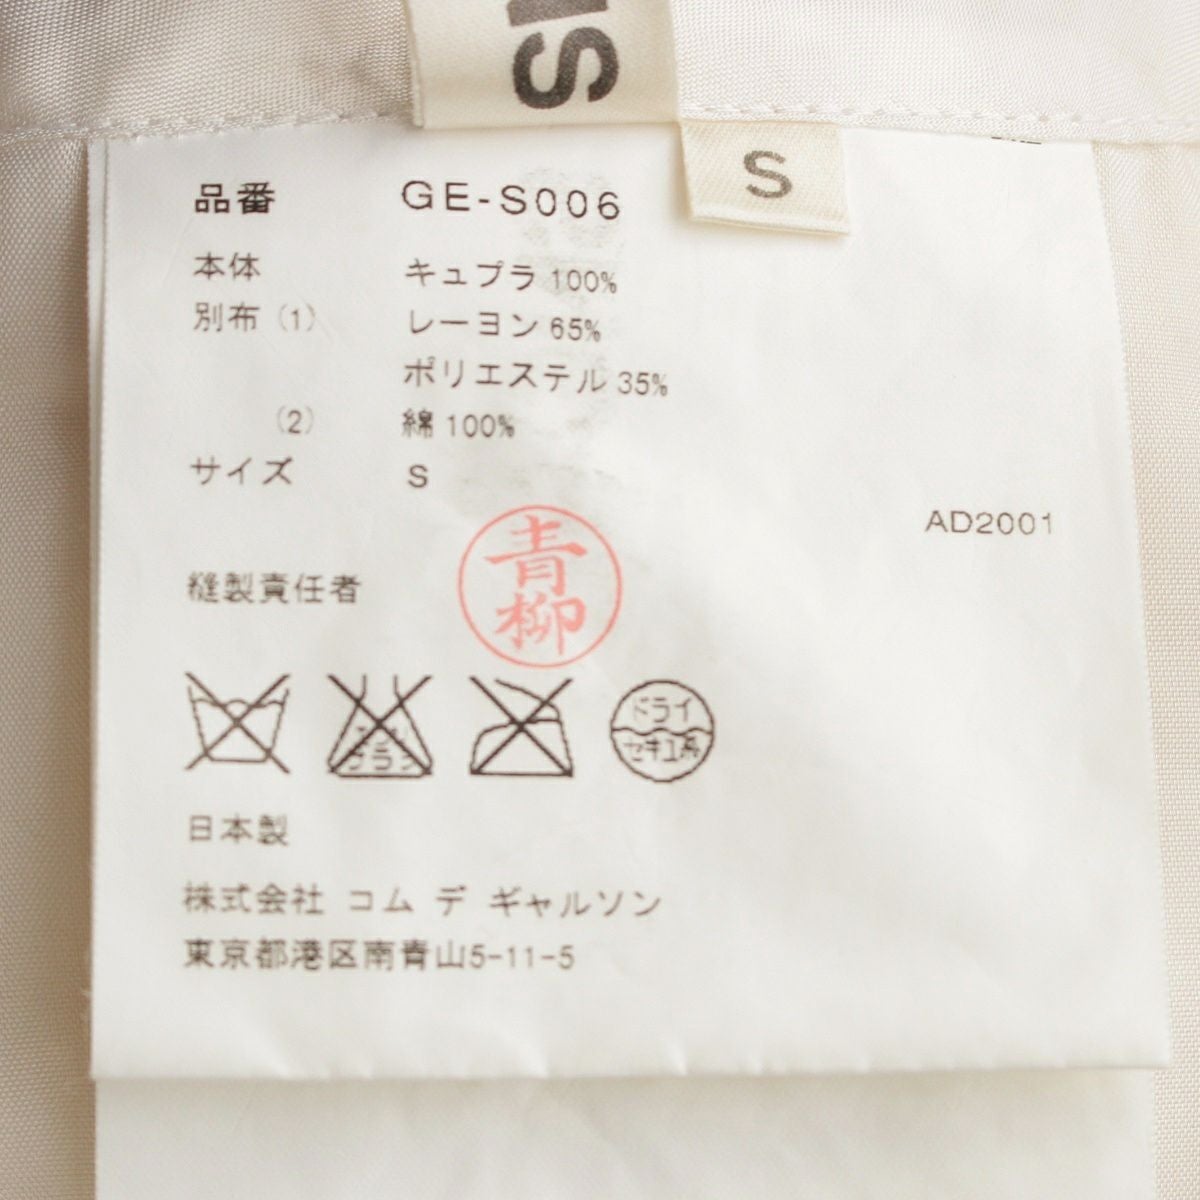 S
品番 GE-S006
本体 キュプラ 100%
別布 (1) レーヨン 65%
ポリエステル 35%
(2) 綿 100%
サイズ S
AD2001
縫製責任者 青柳
ドライ
セキユ系
日本製
株式会社 コム デ ギャルソン
東京都港区南青山5-11-5